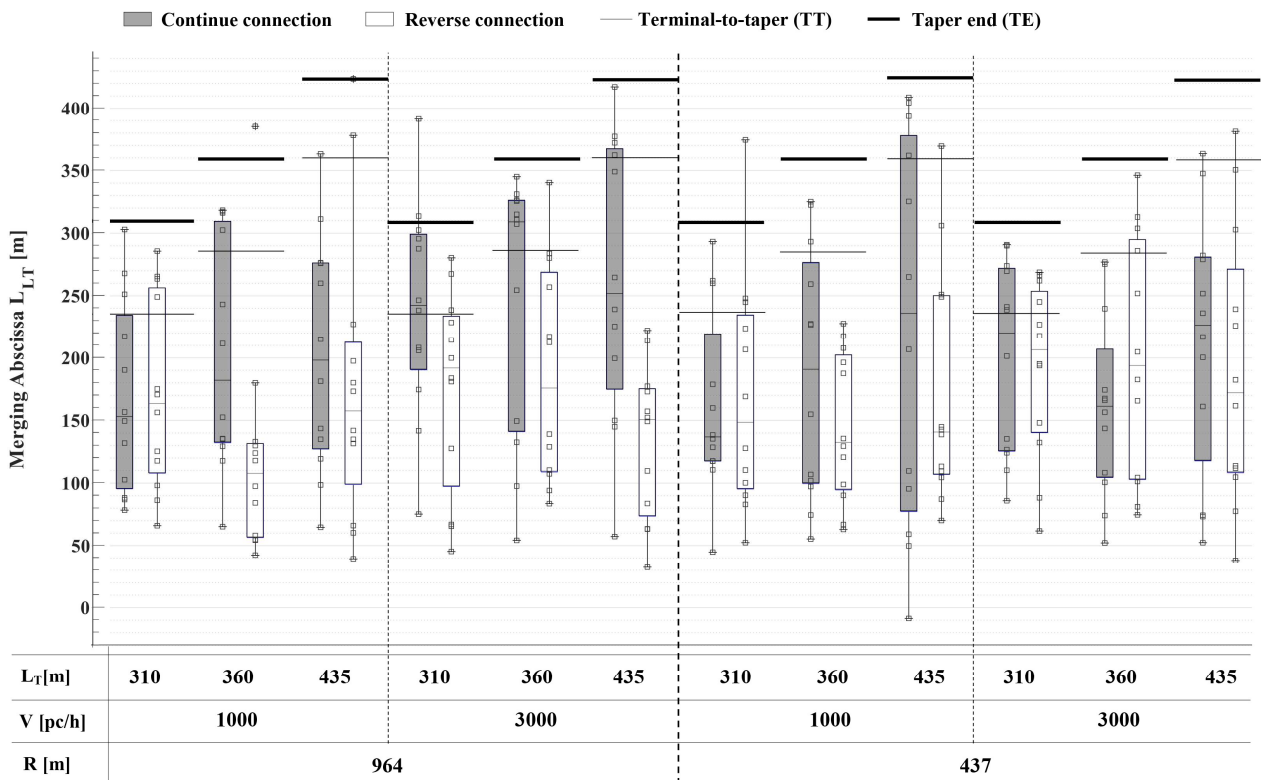 Continue connection Reverse connection Terminal-to-taper (TT) Taper end (TE)
Merging Abscissa L_LT [m]
400
350
300
250
200
150
100
50
0
L_T[m] 310 360 435 310 360 435 310 360 435 310 360 435
V [pc/h] 1000 3000 1000 3000
R [m] 964 437